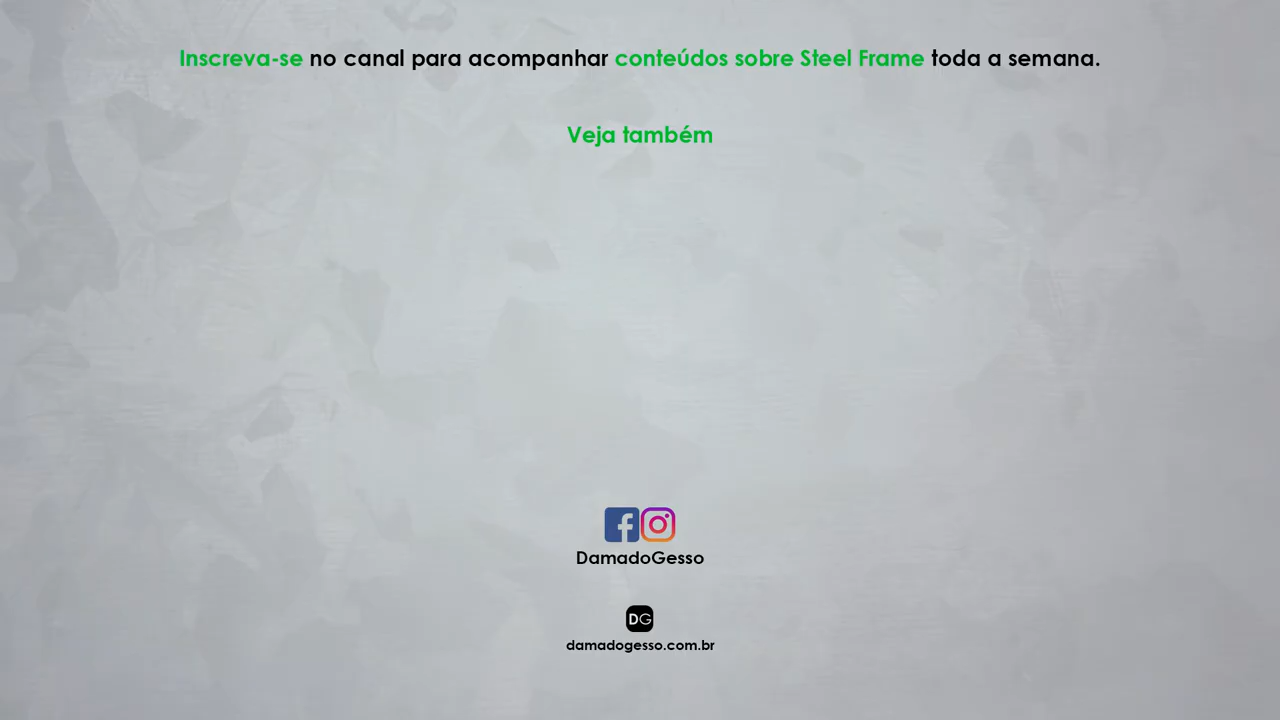 Inscreva-se no canal para acompanhar conteúdos sobre Steel Frame toda a semana.
Veja também
DamadoGesso
DG
damadogesso.com.br